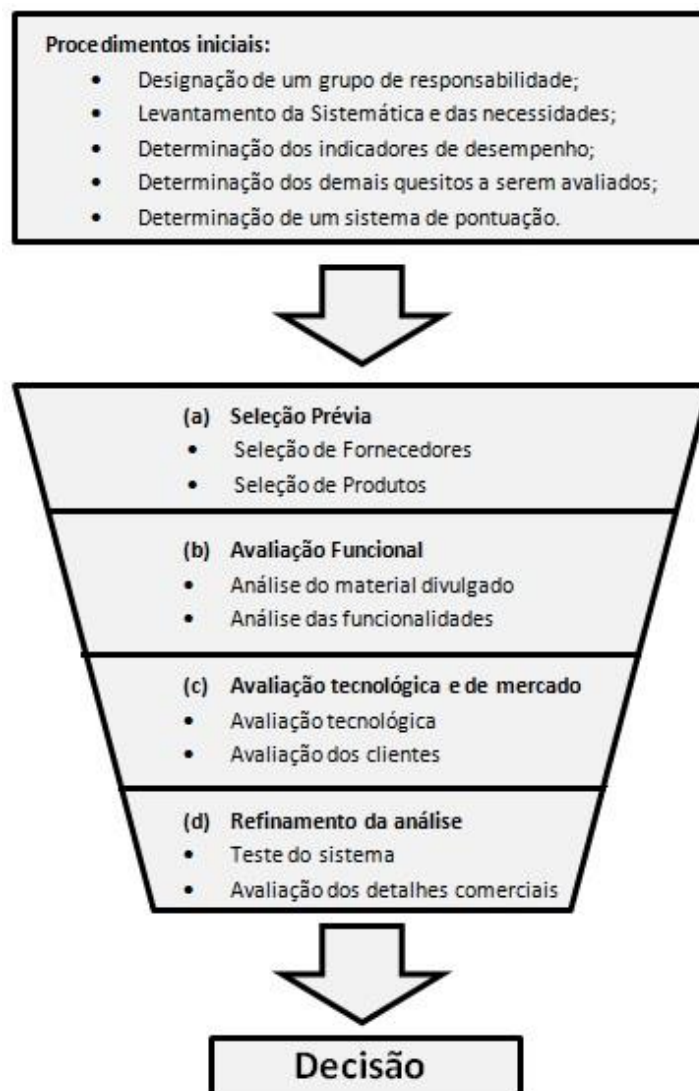 Procedimentos iniciais:
• Designação de um grupo de responsabilidade;
• Levantamento da Sistemática e das necessidades;
• Determinação dos indicadores de desempenho;
• Determinação dos demais quesitos a serem avaliados;
• Determinação de um sistema de pontuação.
(a) Seleção Prévia
• Seleção de Fornecedores
• Seleção de Produtos
(b) Avaliação Funcional
• Análise do material divulgado
• Análise das funcionalidades
(c) Avaliação tecnológica e de mercado
• Avaliação tecnológica
• Avaliação dos clientes
(d) Refinamento da análise
• Teste do sistema
• Avaliação dos detalhes comerciais
Decisão